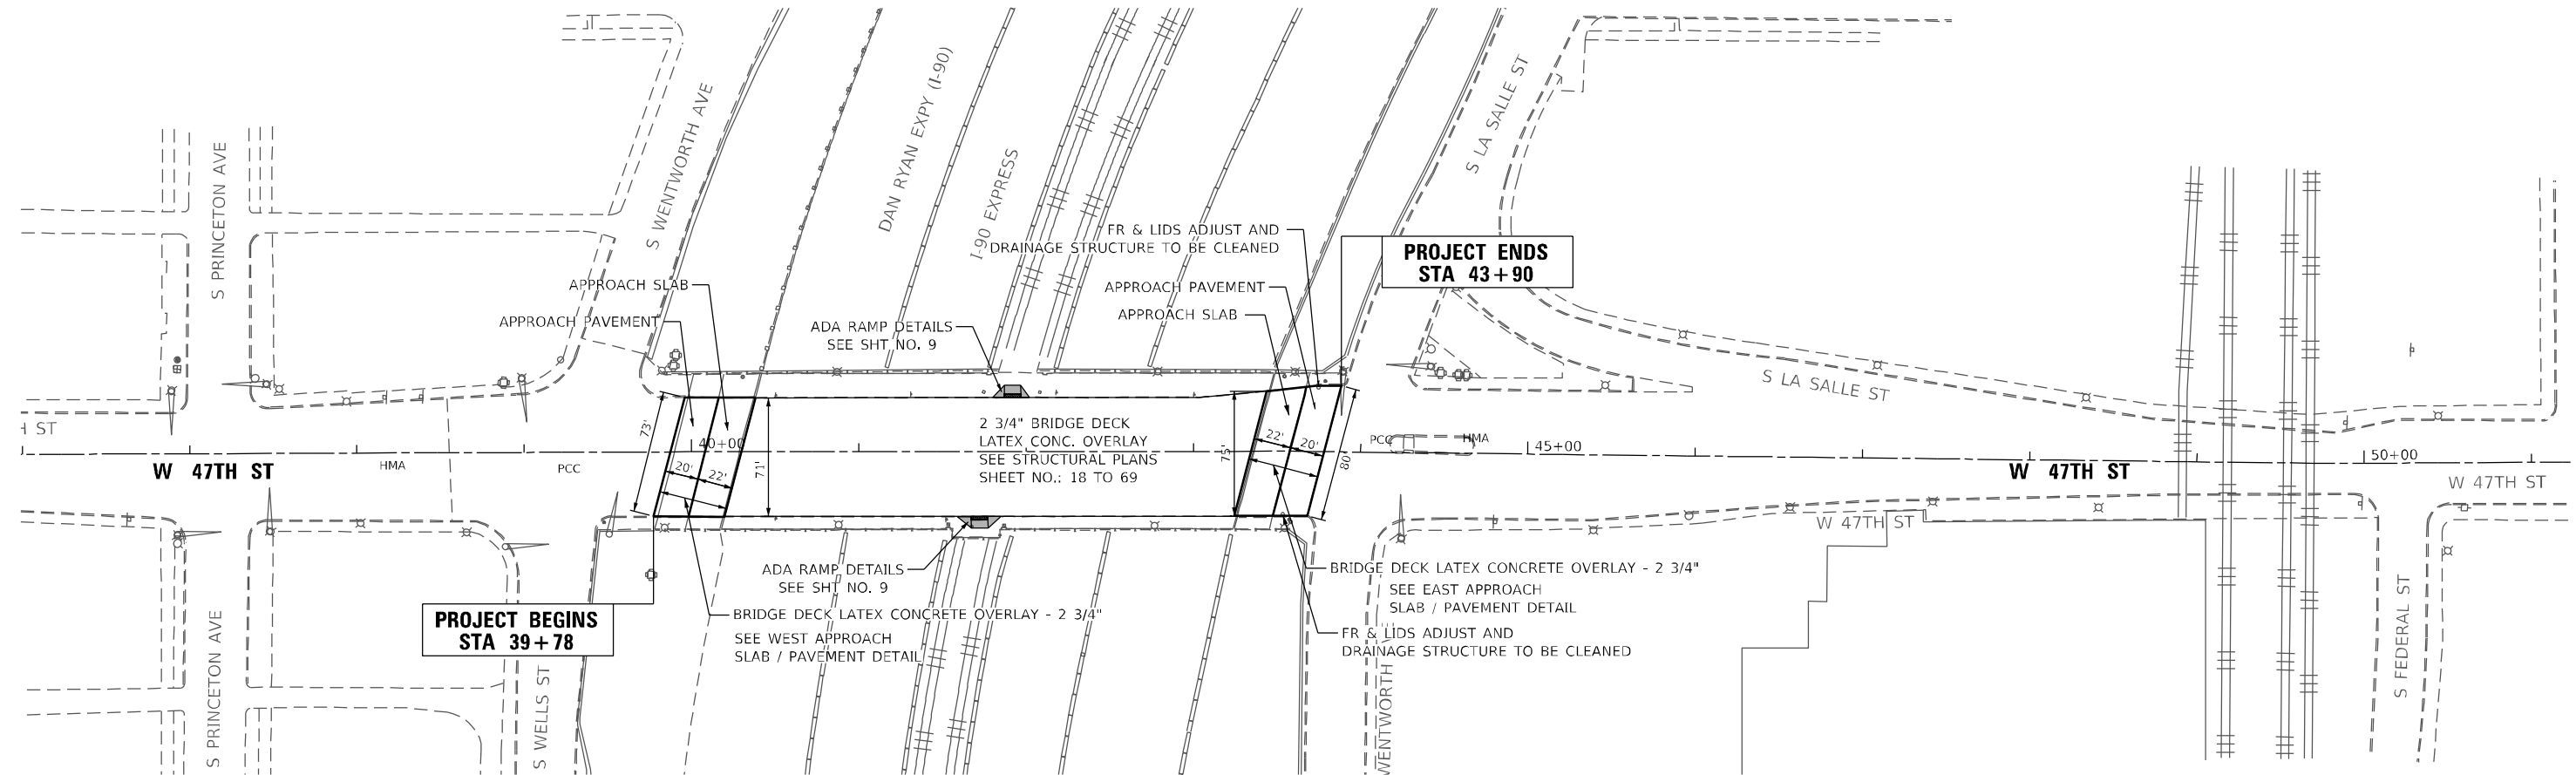 S PRINCETON AVE
S WENTWORTH AVE
DAN RYAN EXPY (I-90)
I-90 EXPRESS
S LA SALLE ST
FR & LIDS ADJUST AND
DRAINAGE STRUCTURE TO BE CLEANED
PROJECT ENDS
STA 43+90
APPROACH SLAB
APPROACH PAVEMENT
APPROACH PAVEMENT
APPROACH SLAB
ADA RAMP DETAILS
SEE SHT NO. 9
S LA SALLE ST
H ST
W 47TH ST
HMA
PCC
73'
20'
22'
40+00
71'
2 3/4" BRIDGE DECK
LATEX CONC. OVERLAY
SEE STRUCTURAL PLANS
SHEET NO.: 18 TO 69
75'
22'
20'
80'
PCC
HMA
45+00
W 47TH ST
50+00
W 47TH ST
W 47TH ST
ADA RAMP DETAILS
SEE SHT NO. 9
BRIDGE DECK LATEX CONCRETE OVERLAY - 2 3/4"
SEE EAST APPROACH
SLAB / PAVEMENT DETAIL
PROJECT BEGINS
STA 39+78
BRIDGE DECK LATEX CONCRETE OVERLAY - 2 3/4"
SEE WEST APPROACH
SLAB / PAVEMENT DETAIL
FR & LIDS ADJUST AND
DRAINAGE STRUCTURE TO BE CLEANED
S PRINCETON AVE
S WELLS ST
WENTWORTH
S FEDERAL ST